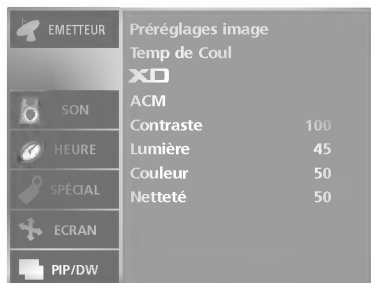 EMETTEUR
SON
HEURE
SPÉCIAL
ECRAN
PIP/DW
Préréglages image
Temp de Coul
XD
ACM
Contraste 100
Lumière 45
Couleur 50
Netteté 50